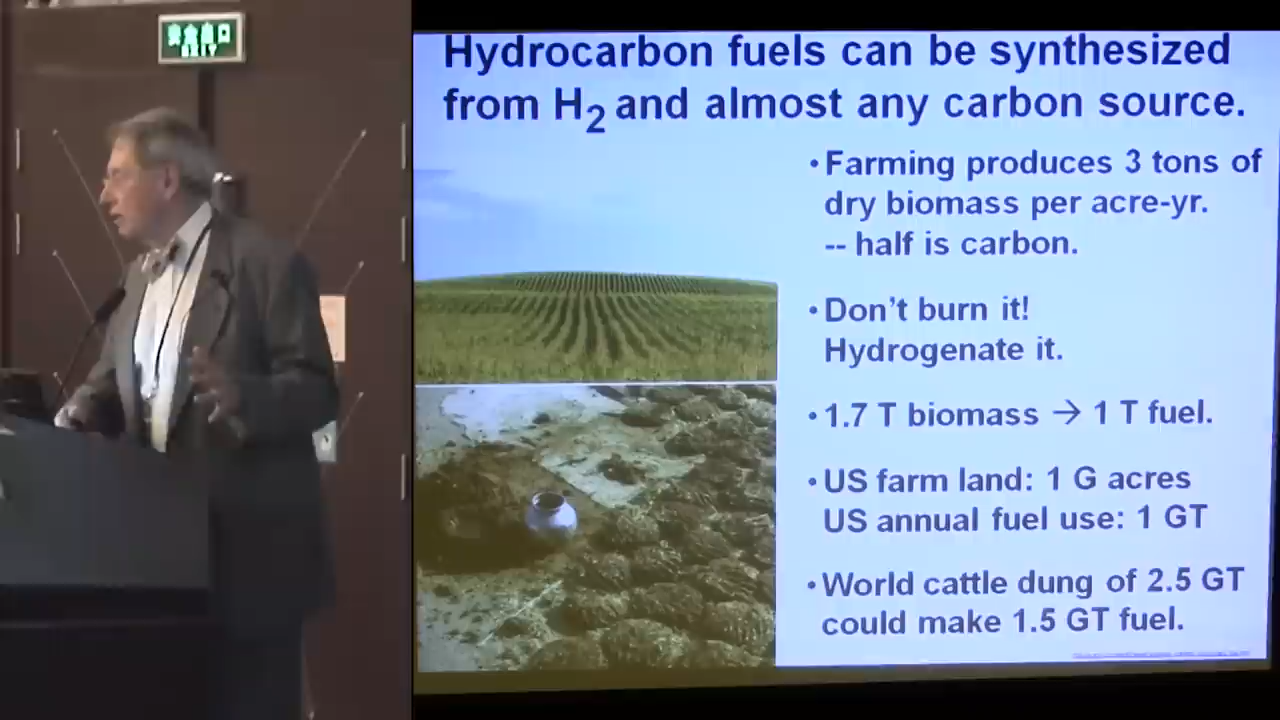 EXIT
Hydrocarbon fuels can be synthesized
from H2 and almost any carbon source.
•Farming produces 3 tons of
dry biomass per acre-yr.
-- half is carbon.
•Don't burn it!
Hydrogenate it.
•1.7 T biomass → 1 T fuel.
•US farm land: 1 G acres
US annual fuel use: 1 GT
•World cattle dung of 2.5 GT
could make 1.5 GT fuel.